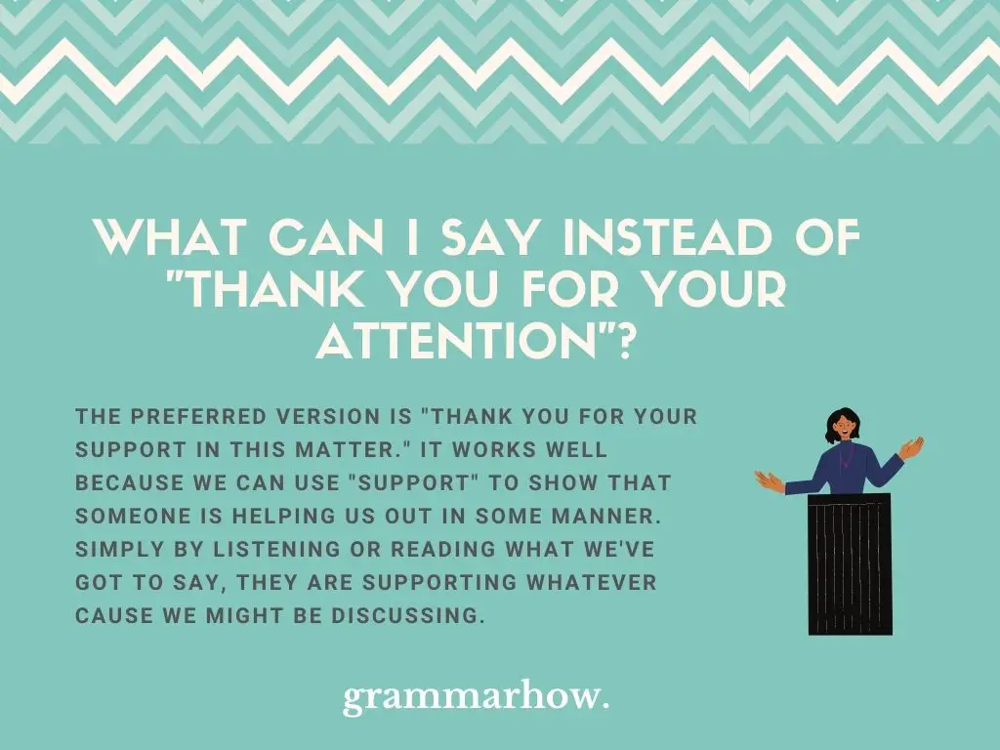 WHAT CAN I SAY INSTEAD OF
"THANK YOU FOR YOUR
ATTENTION"?
THE PREFERRED VERSION IS "THANK YOU FOR YOUR
SUPPORT IN THIS MATTER." IT WORKS WELL
BECAUSE WE CAN USE "SUPPORT" TO SHOW THAT
SOMEONE IS HELPING US OUT IN SOME MANNER.
SIMPLY BY LISTENING OR READING WHAT WE'VE
GOT TO SAY, THEY ARE SUPPORTING WHATEVER
CAUSE WE MIGHT BE DISCUSSING.
grammarhow.